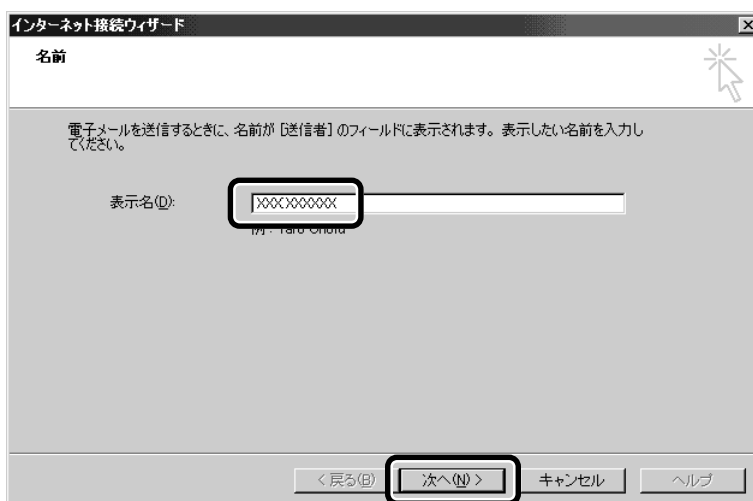 インターネット接続ウィザード
名前
電子メールを送信するときに、名前が [送信者] のフィールドに表示されます。表示したい名前を入力し
てください。
表示名(D):
XXXXXXXXXX
< 戻る(B)
次へ(N) >
キャンセル
ヘルプ